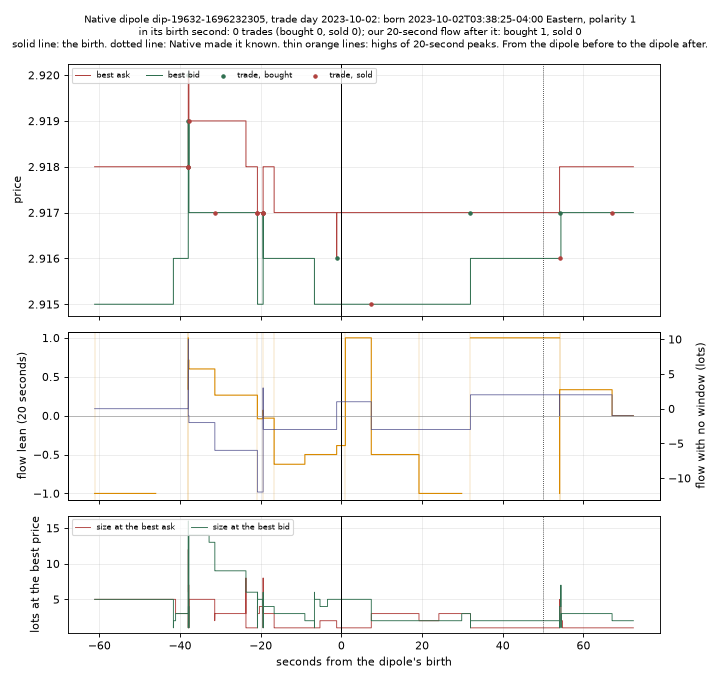 Native dipole dip-19632-1696232305, trade day 2023-10-02: born 2023-10-02T03:38:25-04:00 Eastern, polarity 1
in its birth second: 0 trades (bought 0, sold 0); our 20-second flow after it: bought 1, sold 0
solid line: the birth. dotted line: Native made it known. thin orange lines: highs of 20-second peaks. From the dipole before to the dipole after.
best ask
best bid
trade, bought
trade, sold
2.920
2.919
2.918
2.917
2.916
2.915
price
1.0
0.5
0.0
−0.5
−1.0
flow lean (20 seconds)
10
5
0
−5
−10
flow with no window (lots)
size at the best ask
size at the best bid
15
10
5
lots at the best price
−60
−40
−20
0
20
40
60
seconds from the dipole's birth